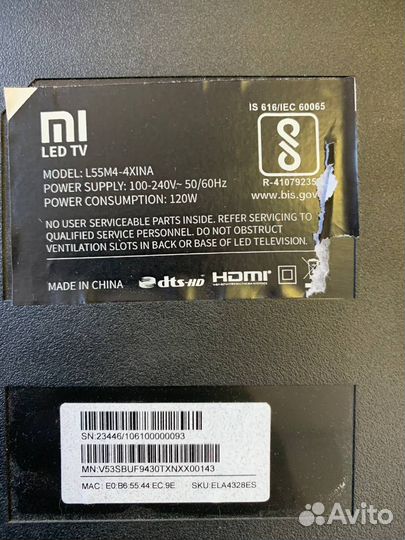 mi
LED TV
IS 616/IEC 60065
MODEL: L55M4-4XINA
POWER SUPPLY: 100-240V~ 50/60Hz
POWER CONSUMPTION: 120W
R-41079235
www.bis.gov
NO USER SERVICEABLE PARTS INSIDE. REFER SERVICING TO
QUALIFIED SERVICE PERSONNEL. DO NOT OBSTRUCT
VENTILATION SLOTS IN BACK OR BASE OF LED TELEVISION.
MADE IN CHINA dts-HD HDMI
SN:23446/106100000093
MN:V53SBUF9430TXNXX00143
MAC: E0 B6 55 44 EC 9E SKU:ELA4328ES
Avito